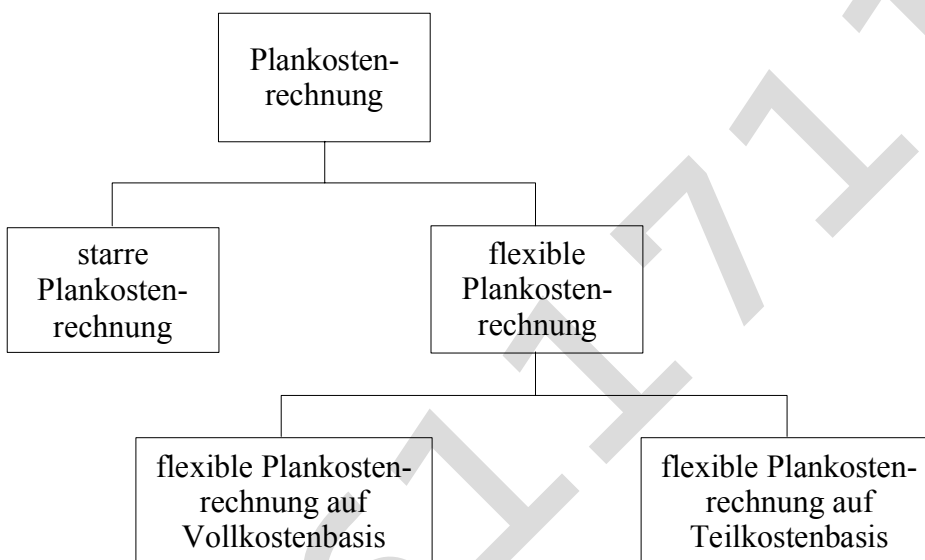 Plankosten-
rechnung
starre
Plankosten-
rechnung
flexible
Plankosten-
rechnung
flexible Plankosten-
rechnung auf
Vollkostenbasis
flexible Plankosten-
rechnung auf
Teilkostenbasis